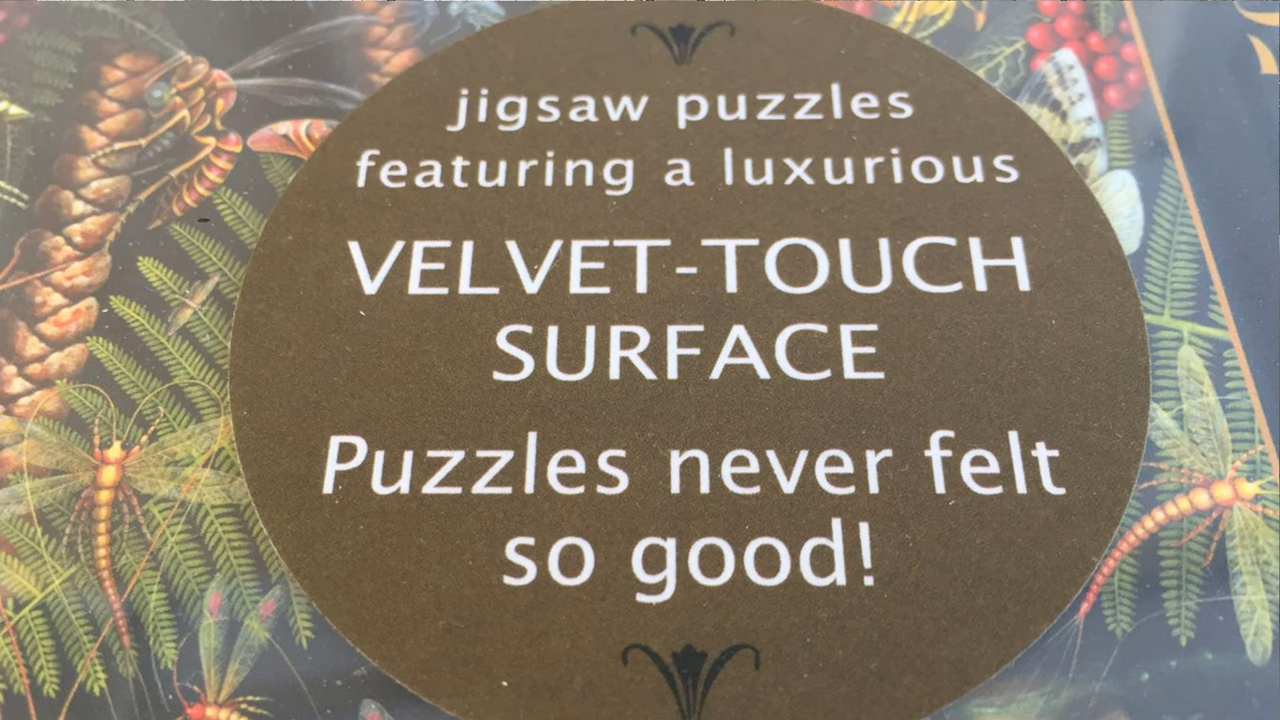 jigsaw puzzles
featuring a luxurious
VELVET-TOUCH
SURFACE
Puzzles never felt
so good!